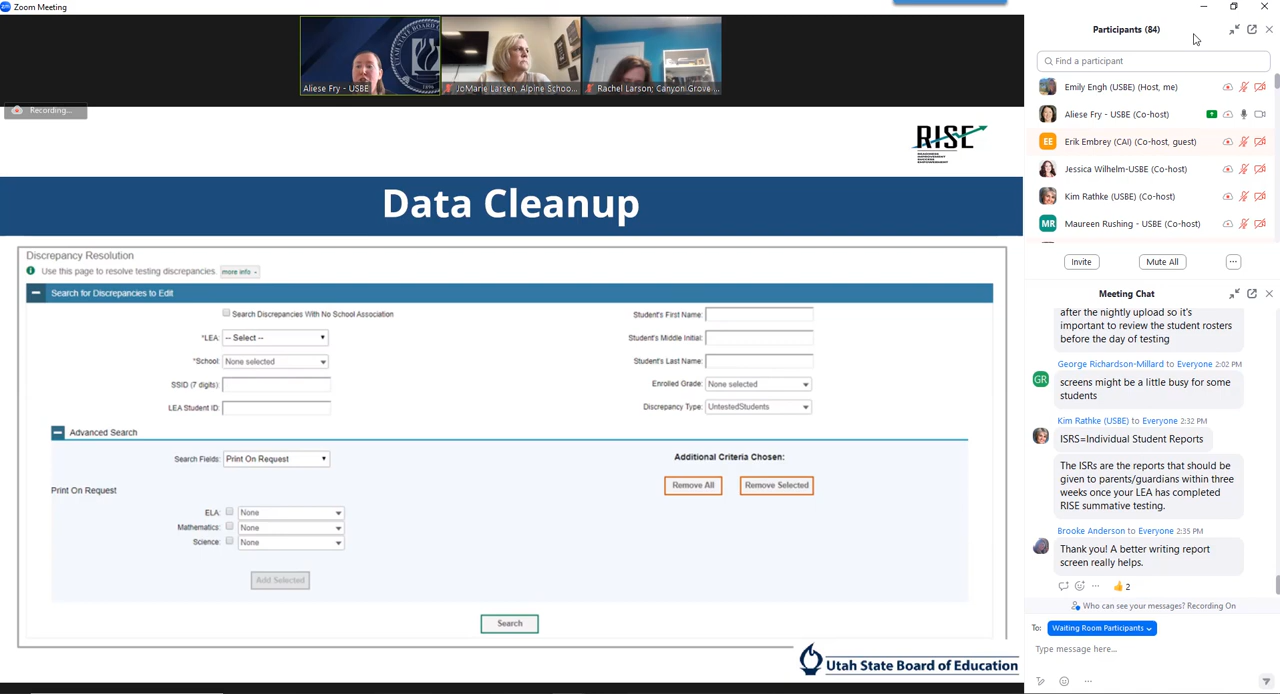 Zoom Meeting
Aliese Fry - USBE
JoMarie Larsen, Alpine Schoo...
Rachel Larson; Canyon Grove ...
Recording...
RISE
Data Cleanup
Discrepancy Resolution
Use this page to resolve testing discrepancies. more info
Search for Discrepancies to Edit
Search Discrepancies With No School Association
*LEA: -- Select --
*School: None selected
SSID (7 digits):
LEA Student ID:
Student's First Name:
Student's Middle Initial:
Student's Last Name:
Enrolled Grade: None selected
Discrepancy Type: UntestedStudents
Advanced Search
Search Fields: Print On Request
Print On Request
ELA: None
Mathematics: None
Science: None
Add Selected
Additional Criteria Chosen:
Remove All Remove Selected
Search
Utah State Board of Education
Participants (84)
Find a participant
Emily Engh (USBE) (Host, me)
Aliese Fry - USBE (Co-host)
EE Erik Embrey (CAI) (Co-host, guest)
Jessica Wilhelm-USBE (Co-host)
Kim Rathke (USBE) (Co-host)
MR Maureen Rushing - USBE (Co-host)
Invite Mute All ...
Meeting Chat
after the nightly upload so it's
important to review the student rosters
before the day of testing
George Richardson-Millard to Everyone 2:02 PM
GR screens might be a little busy for some
students
Kim Rathke (USBE) to Everyone 2:32 PM
ISRS=Individual Student Reports
The ISRs are the reports that should be
given to parents/guardians within three
weeks once your LEA has completed
RISE summative testing.
Brooke Anderson to Everyone 2:35 PM
Thank you! A better writing report
screen really helps.
2
Who can see your messages? Recording On
To: Waiting Room Participants
Type message here...